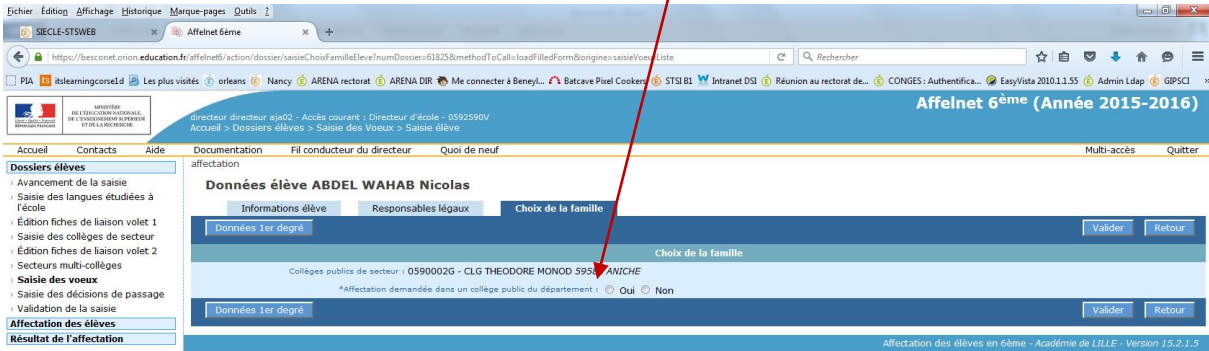 Fichier Édition Affichage Historique Marque-pages Outils ?
SIECLE-STSWEB × Affelnet 6ème × +
https://besconet.orion.education.fr/affelnet6/action/dossier/saisieChoixFamilleEleve?numDossier=61825&methodToCall=loadFilledForm&origine=saisieVoeuxListe Rechercher
PIA itslearningcorse1d Les plus visités orleans Nancy ARENA rectorat ARENA DIR Me connecter à Beneyl... Batcave Pixel Cookers STSI B1 Intranet DSI Réunion au rectorat de... CONGES : Authentifica... EasyVista 2010.1.1.55 Admin Ldap GIPSCI »
MINISTÈRE
DE L'ÉDUCATION NATIONALE,
DE L'ENSEIGNEMENT SUPÉRIEUR
ET DE LA RECHERCHE
Affelnet 6ème (Année 2015-2016)
directeur directeur aja02 - Accès courant : Directeur d'école - 0592590V
Accueil > Dossiers élèves > Saisie des Voeux > Saisie élève
Accueil Contacts Aide Documentation Fil conducteur du directeur Quoi de neuf Multi-accès Quitter
Dossiers élèves
› Avancement de la saisie
› Saisie des langues étudiées à
l'école
› Édition fiches de liaison volet 1
› Saisie des collèges de secteur
› Édition fiches de liaison volet 2
› Secteurs multi-collèges
› Saisie des voeux
› Saisie des décisions de passage
› Validation de la saisie
Affectation des élèves
Résultat de l'affectation
affectation
Données élève ABDEL WAHAB Nicolas
Informations élève Responsables légaux Choix de la famille
Données 1er degré Valider Retour
Choix de la famille
Collèges publics de secteur : 0590002G - CLG THEODORE MONOD ANICHE
*Affectation demandée dans un collège public du département : Oui Non
Données 1er degré Valider Retour
Affectation des élèves en 6ème - Académie de LILLE - Version 15.2.1.5